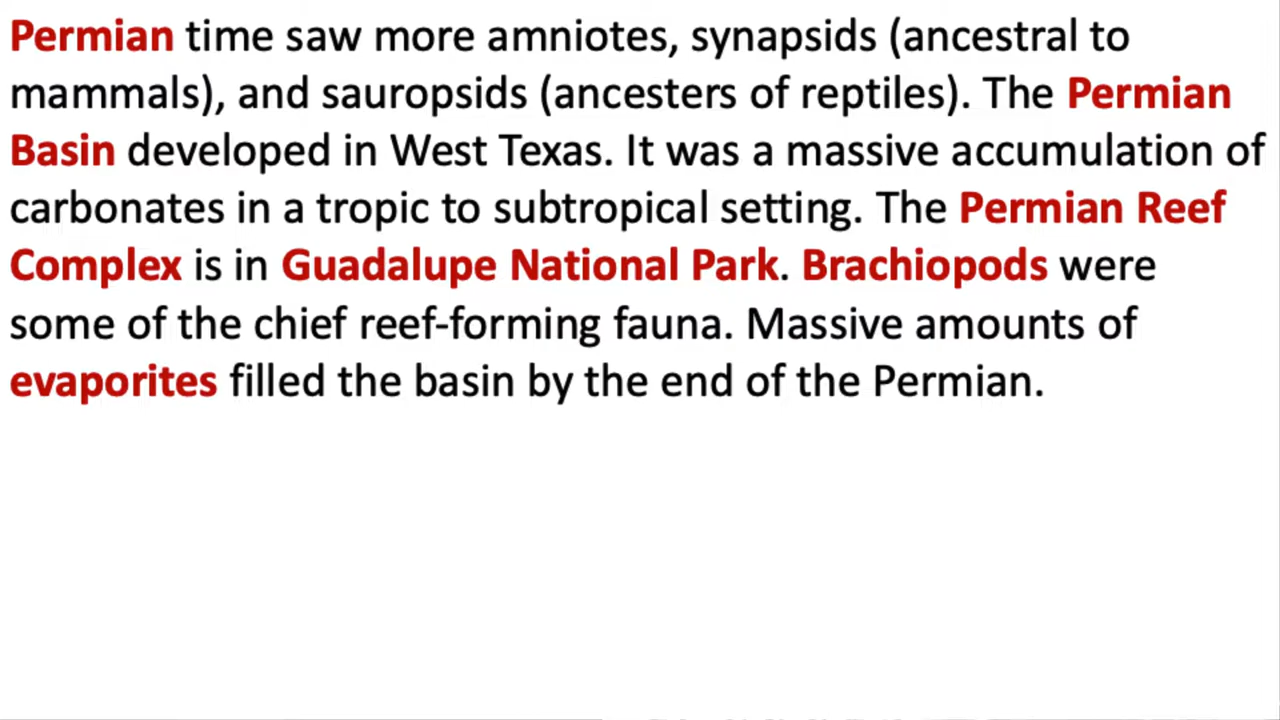 Permian time saw more amniotes, synapsids (ancestral to
mammals), and sauropsids (ancesters of reptiles). The Permian
Basin developed in West Texas. It was a massive accumulation of
carbonates in a tropic to subtropical setting. The Permian Reef
Complex is in Guadalupe National Park. Brachiopods were
some of the chief reef-forming fauna. Massive amounts of
evaporites filled the basin by the end of the Permian.